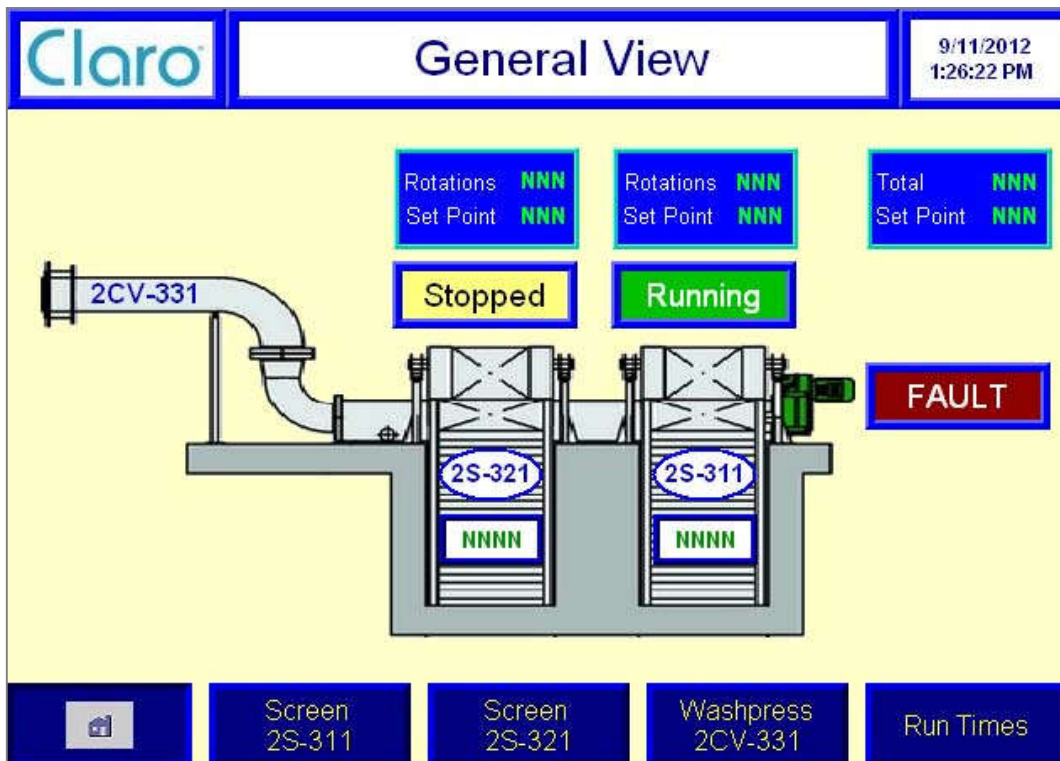 Claro
General View
9/11/2012
1:26:22 PM
Rotations NNN
Set Point NNN
Rotations NNN
Set Point NNN
Total NNN
Set Point NNN
2CV-331
Stopped
Running
FAULT
2S-321
2S-311
NNNN
NNNN
Screen
2S-311
Screen
2S-321
Washpress
2CV-331
Run Times